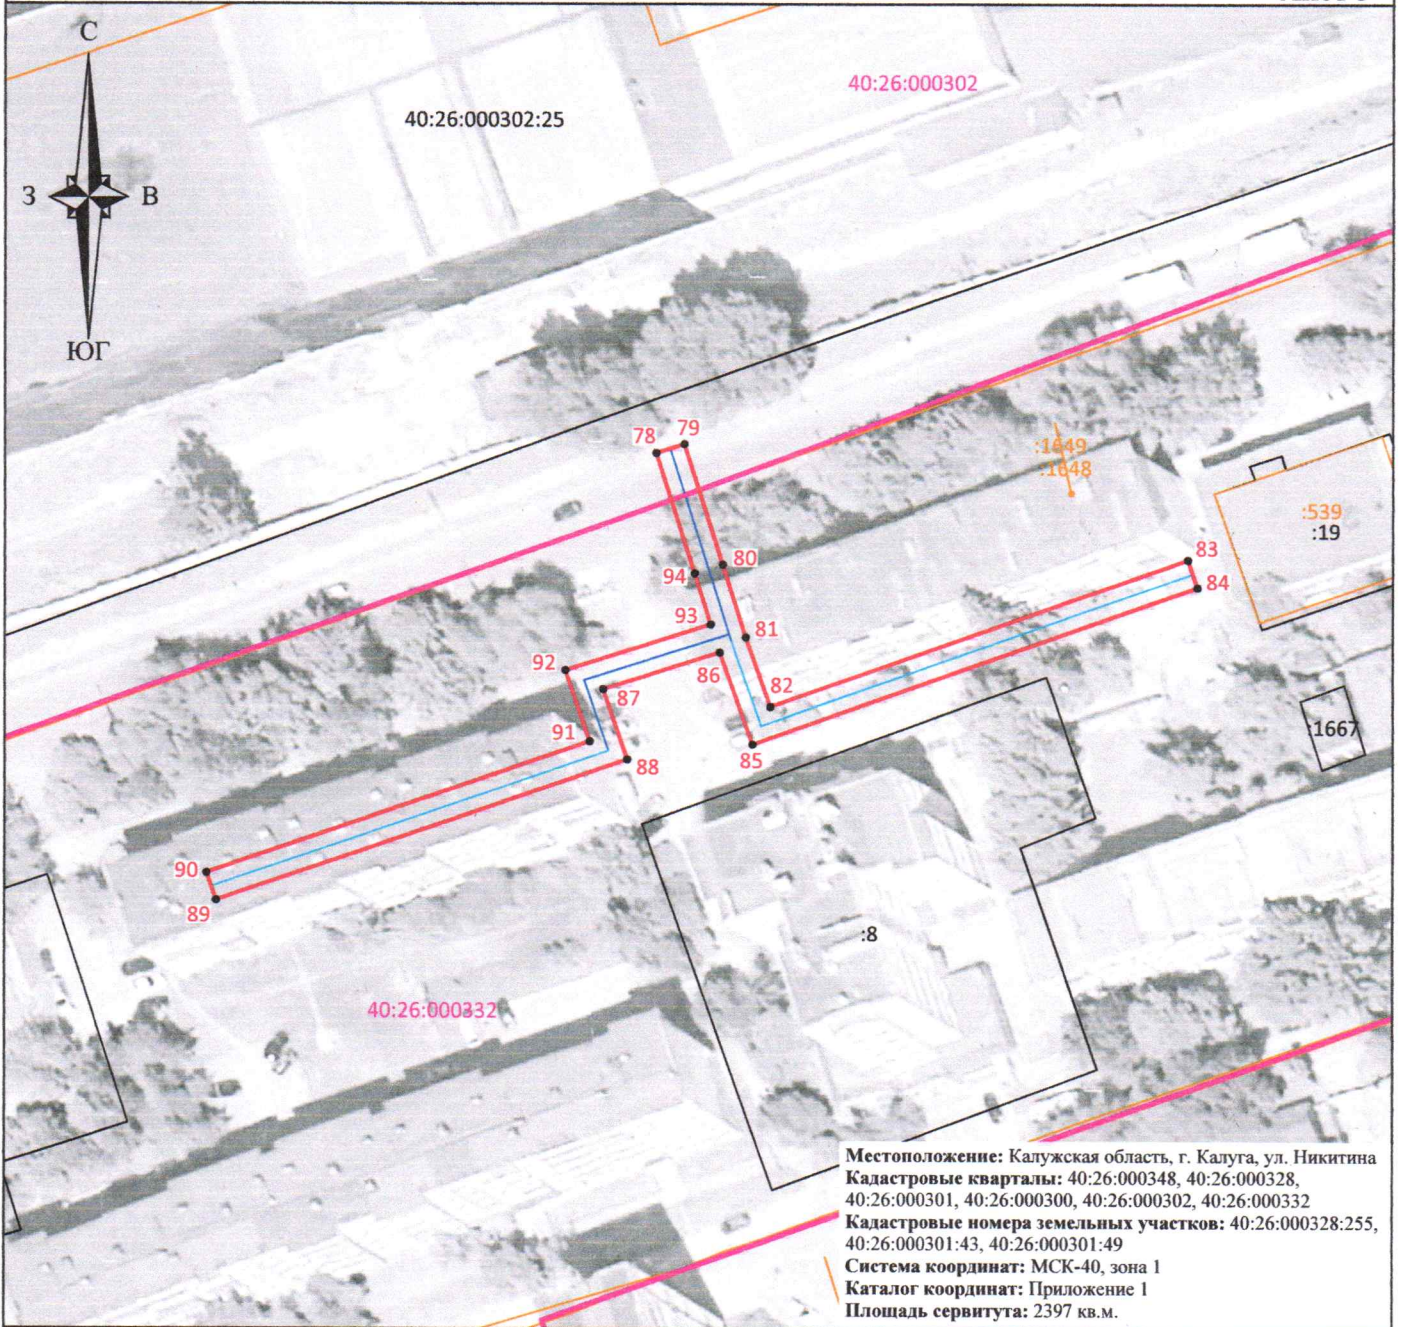 С
40:26:000302
40:26:000302:25
З
В
ЮГ
79
78
:1649
:1648
:539
:19
80
83
94
84
93
81
92
86
87
82
91
:1667
85
88
90
89
:8
40:26:000332
Местоположение: Калужская область, г. Калуга, ул. Никитина
Кадастровые кварталы: 40:26:000348, 40:26:000328,
40:26:000301, 40:26:000300, 40:26:000302, 40:26:000332
Кадастровые номера земельных участков: 40:26:000328:255,
40:26:000301:43, 40:26:000301:49
Система координат: МСК-40, зона 1
Каталог координат: Приложение 1
Площадь сервитута: 2397 кв.м.